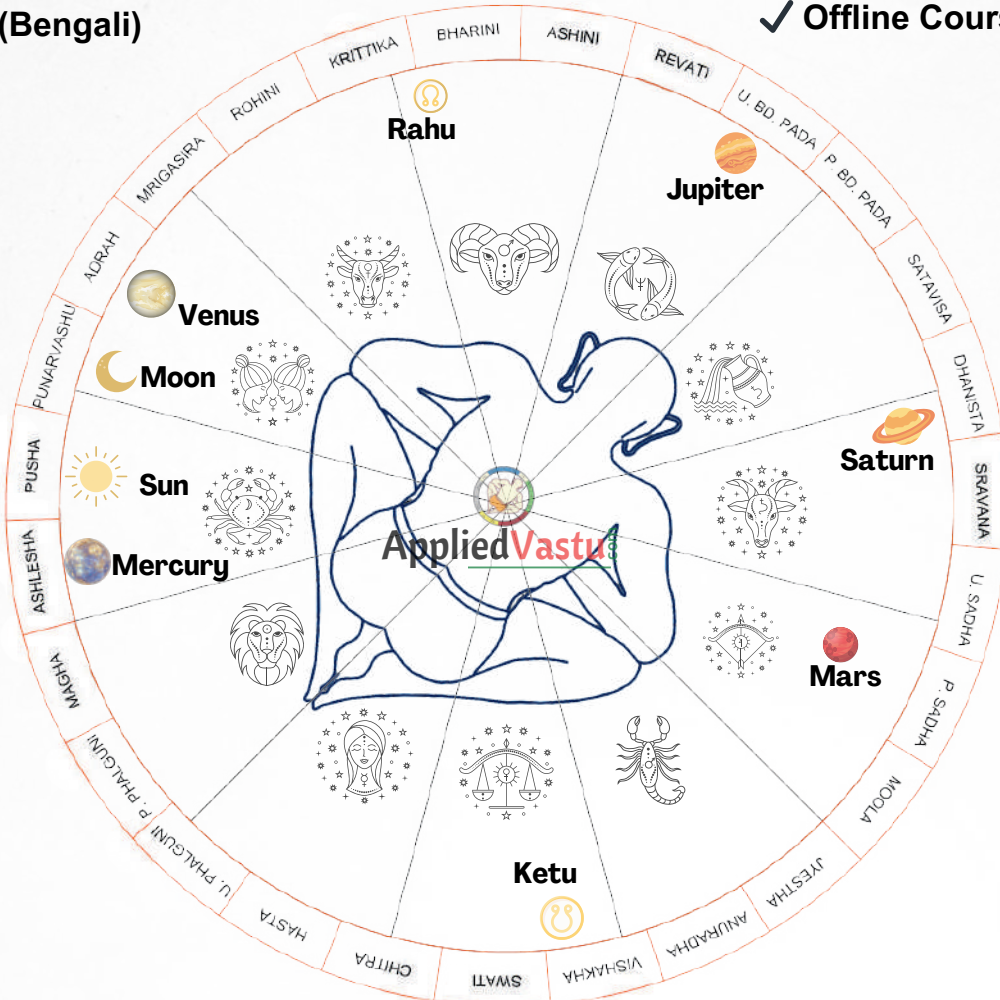 (Bengali)
✓ Offline Cours
BHARINI
ASHINI
KRITTIKA
REVATI
ROHINI
U. BD. PADA
MRIGASIRA
P. BD. PADA
ADRAH
SATAVISA
PUNARVASHU
DHANISTA
PUSHA
SRAVANA
ASHLESHA
U. SADHA
MAGHA
P. SADHA
P. PHALGUNI
MOOLA
U. PHALGUNI
JYESTHA
HASTA
ANURADHA
CHITRA
SWATI
VISHAKHA
Rahu
Jupiter
Venus
Moon
Saturn
Sun
AppliedVastu.com
Mercury
Mars
Ketu